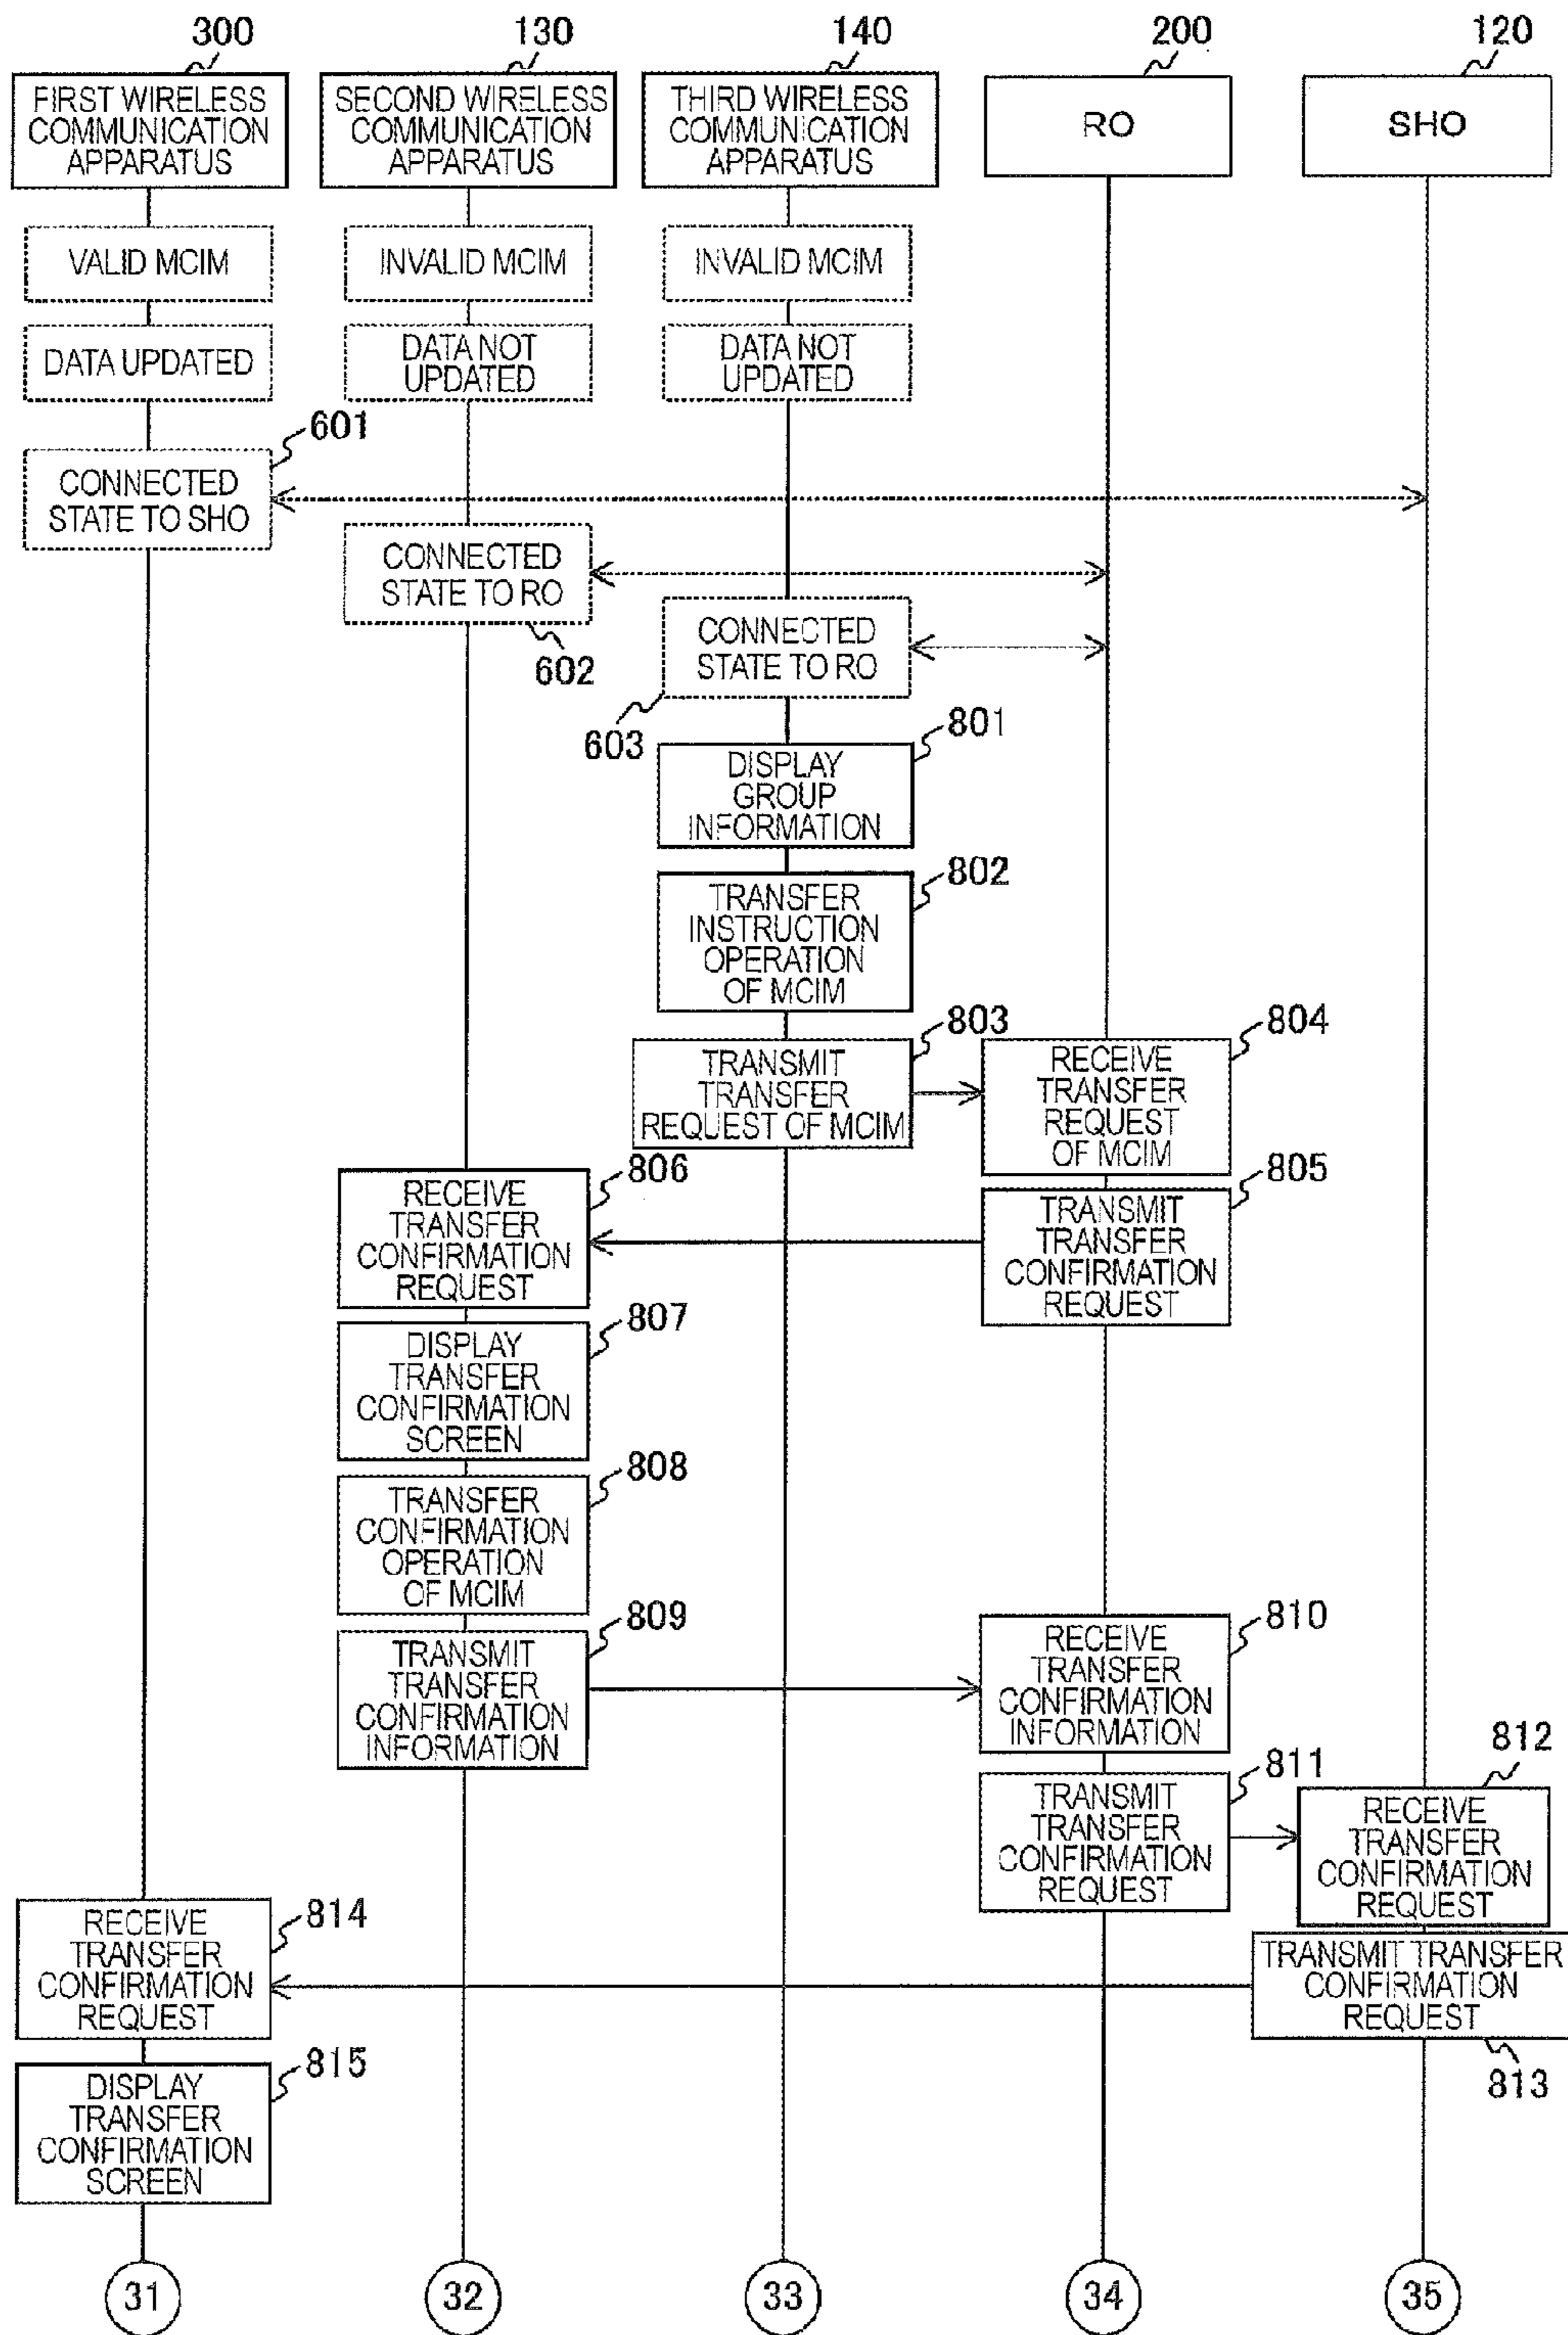 300
130
140
200
120
FIRST WIRELESS
COMMUNICATION
APPARATUS
SECOND WIRELESS
COMMUNICATION
APPARATUS
THIRD WIRELESS
COMMUNICATION
APPARATUS
RO
SHO
VALID MCIM
INVALID MCIM
INVALID MCIM
DATA UPDATED
DATA NOT
UPDATED
DATA NOT
UPDATED
601
CONNECTED
STATE TO SHO
CONNECTED
STATE TO RO
602
CONNECTED
STATE TO RO
603
801
DISPLAY
GROUP
INFORMATION
802
TRANSFER
INSTRUCTION
OPERATION
OF MCIM
803
TRANSMIT
TRANSFER
REQUEST OF MCIM
804
RECEIVE
TRANSFER
REQUEST
OF MCIM
805
TRANSMIT
TRANSFER
CONFIRMATION
REQUEST
806
RECEIVE
TRANSFER
CONFIRMATION
REQUEST
807
DISPLAY
TRANSFER
CONFIRMATION
SCREEN
808
TRANSFER
CONFIRMATION
OPERATION
OF MCIM
809
TRANSMIT
TRANSFER
CONFIRMATION
INFORMATION
810
RECEIVE
TRANSFER
CONFIRMATION
INFORMATION
811
TRANSMIT
TRANSFER
CONFIRMATION
REQUEST
812
RECEIVE
TRANSFER
CONFIRMATION
REQUEST
TRANSMIT TRANSFER
CONFIRMATION
REQUEST
813
814
RECEIVE
TRANSFER
CONFIRMATION
REQUEST
815
DISPLAY
TRANSFER
CONFIRMATION
SCREEN
31
32
33
34
35